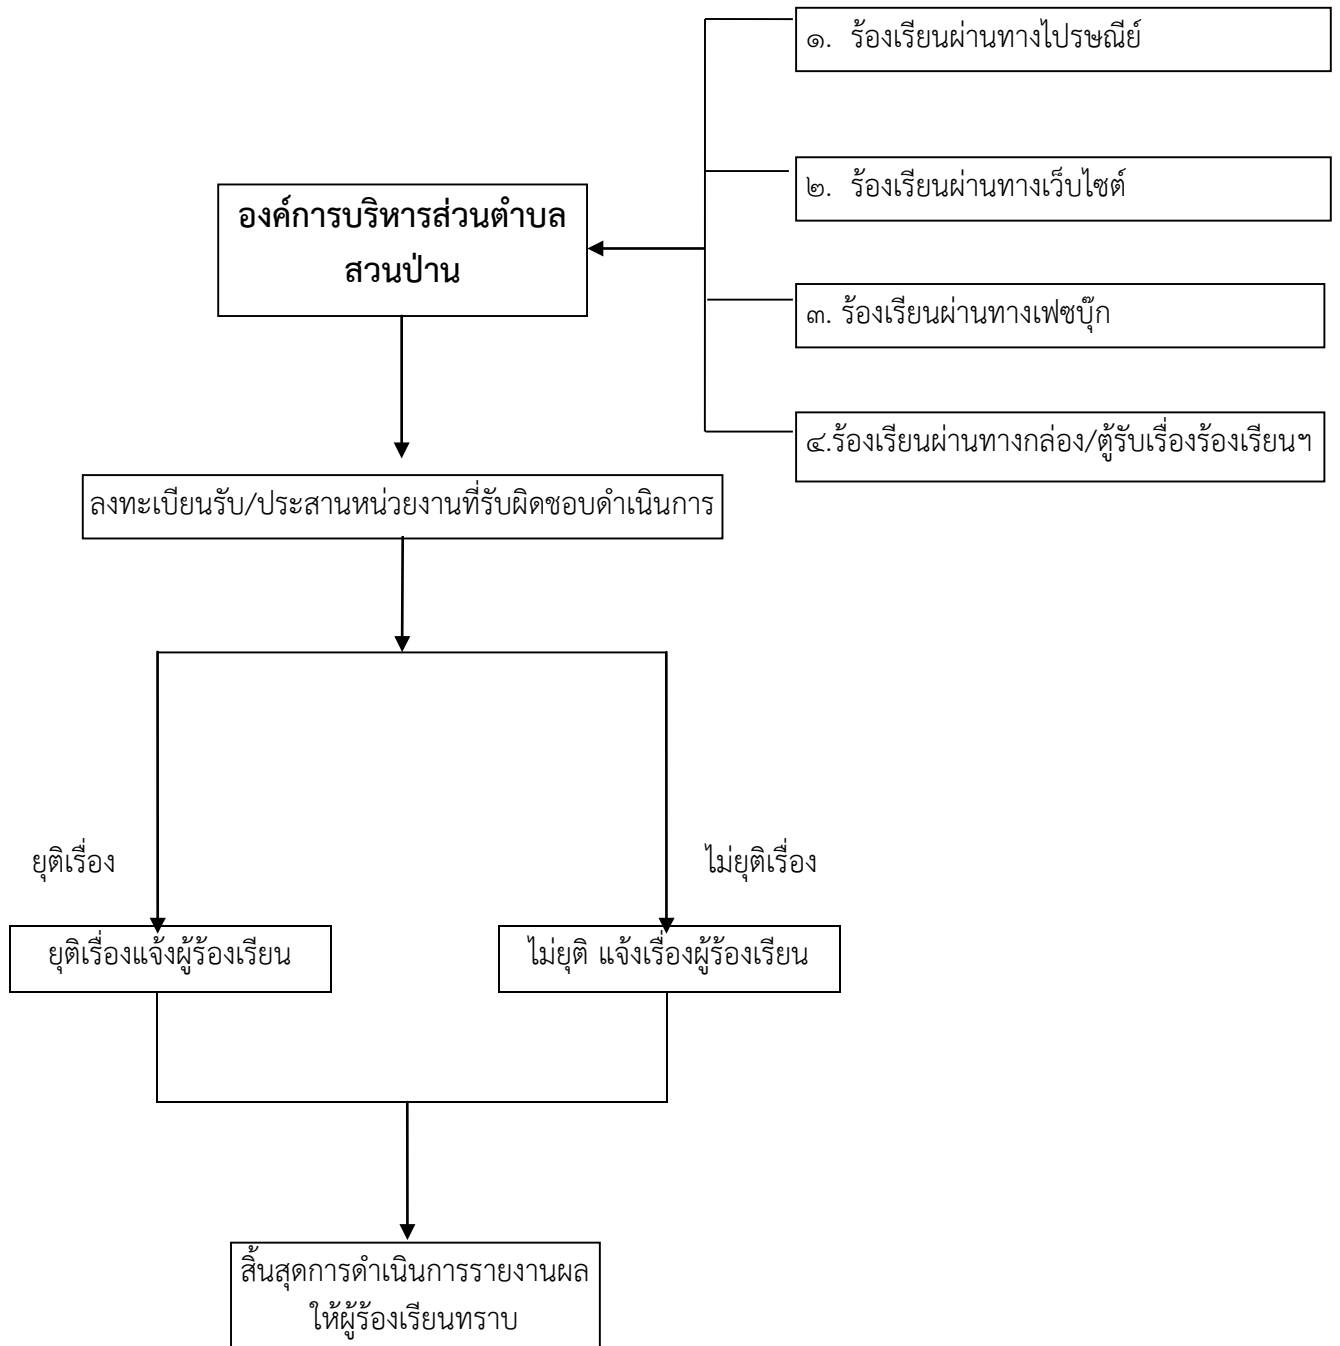 ๑. ร้องเรียนผ่านทางไปรษณีย์
๒. ร้องเรียนผ่านทางเว็บไซต์
องค์การบริหารส่วนตำบล
สวนป่าน
๓. ร้องเรียนผ่านทางเฟซบุ๊ก
๔.ร้องเรียนผ่านทางกล่อง/ตู้รับเรื่องร้องเรียนฯ
ลงทะเบียนรับ/ประสานหน่วยงานที่รับผิดชอบดำเนินการ
ยุติเรื่อง
ไม่ยุติเรื่อง
ยุติเรื่องแจ้งผู้ร้องเรียน
ไม่ยุติ แจ้งเรื่องผู้ร้องเรียน
สิ้นสุดการดำเนินการรายงานผล
ให้ผู้ร้องเรียนทราบ